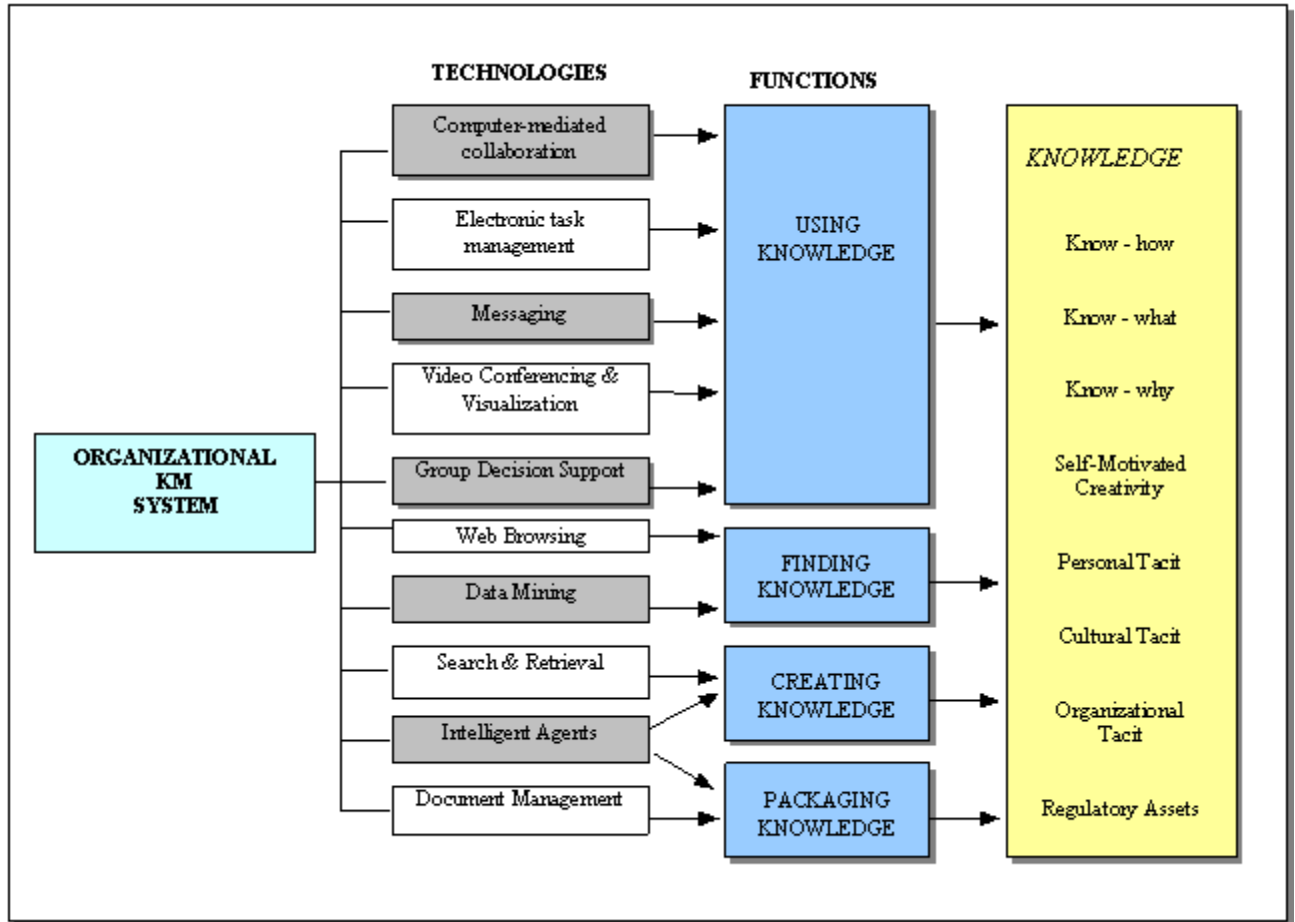 TECHNOLOGIES
FUNCTIONS
Computer-mediated
collaboration
Electronic task
management
Messaging
Video Conferencing &
Visualization
Group Decision Support
Web Browsing
Data Mining
Search & Retrieval
Intelligent Agents
Document Management
ORGANIZATIONAL
KM
SYSTEM
USING
KNOWLEDGE
FINDING
KNOWLEDGE
CREATING
KNOWLEDGE
PACKAGING
KNOWLEDGE
KNOWLEDGE
Know - how
Know - what
Know - why
Self-Motivated
Creativity
Personal Tacit
Cultural Tacit
Organizational
Tacit
Regulatory Assets